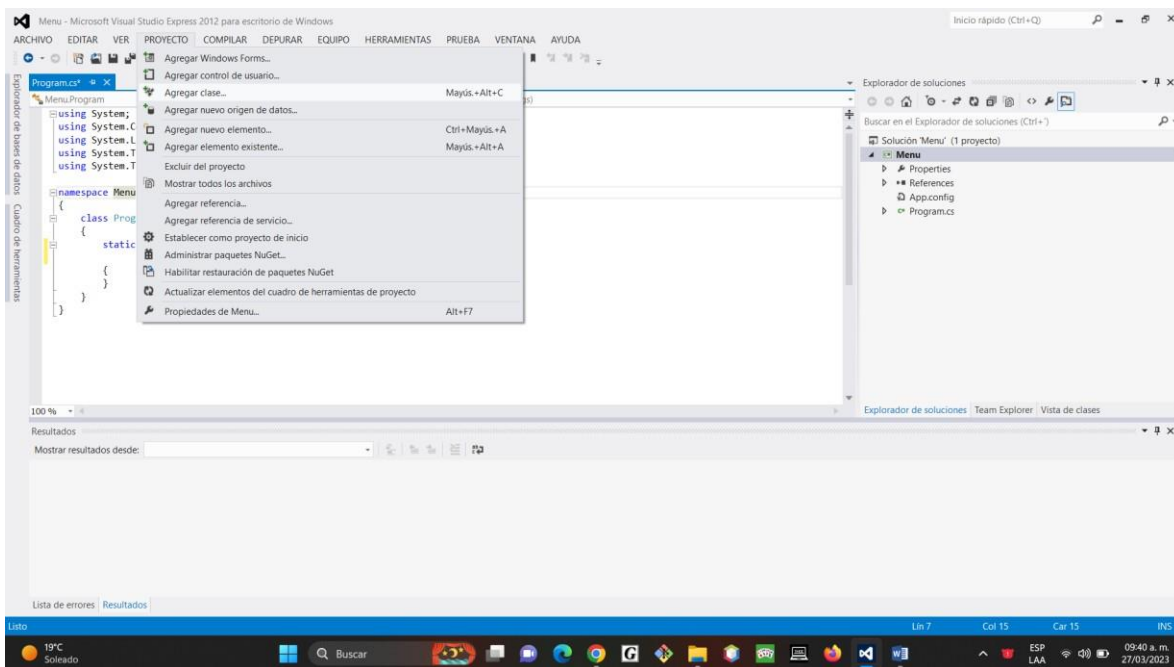 Menu - Microsoft Visual Studio Express 2012 para escritorio de Windows
Inicio rápido (Ctrl+Q)
ARCHIVO EDITAR VER PROYECTO COMPILAR DEPURAR EQUIPO HERRAMIENTAS PRUEBA VENTANA AYUDA
Explorador de bases de datos
Cuadro de herramientas
Program.cs*
Menu.Program
gs)
using System;
using System.C
using System.L
using System.T
using System.T
namespace Menu
{
class Prog
{
static
{
}
}
}
Agregar Windows Forms...
Agregar control de usuario...
Agregar clase... Mayús.+Alt+C
Agregar nuevo origen de datos...
Agregar nuevo elemento... Ctrl+Mayús.+A
Agregar elemento existente... Mayús.+Alt+A
Excluir del proyecto
Mostrar todos los archivos
Agregar referencia...
Agregar referencia de servicio...
Establecer como proyecto de inicio
Administrar paquetes NuGet...
Habilitar restauración de paquetes NuGet
Actualizar elementos del cuadro de herramientas de proyecto
Propiedades de Menu... Alt+F7
100 %
Explorador de soluciones
Buscar en el Explorador de soluciones (Ctrl+')
Solución 'Menu' (1 proyecto)
Menu
Properties
References
App.config
Program.cs
Explorador de soluciones Team Explorer Vista de clases
Resultados
Mostrar resultados desde:
Lista de errores Resultados
Listo Lín 7 Col 15 Car 15 INS
19°C
Soleado
Buscar
ESP
LAA
09:40 a. m.
27/03/2023